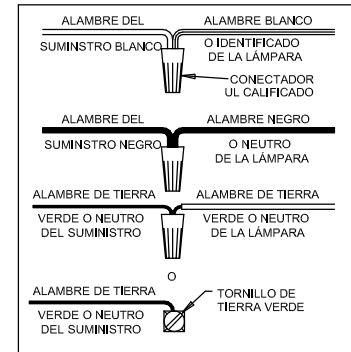 ALAMBRE DEL
SUMINISTRO BLANCO
ALAMBRE BLANCO
O IDENTIFICADO
DE LA LÁMPARA
CONECTADOR
UL CALIFICADO
ALAMBRE DEL
SUMINSTRO NEGRO
ALAMBRE NEGRO
O NEUTRO
DE LA LÁMPARA
ALAMBRE DE TIERRA
VERDE O NEUTRO
DEL SUMINISTRO
ALAMBRE DE TIERRA
VERDE O NEUTRO
DE LA LÁMPARA
O
ALAMBRE DE TIERRA
VERDE O NEUTRO
DEL SUMINISTRO
TORNILLO DE
TIERRA VERDE